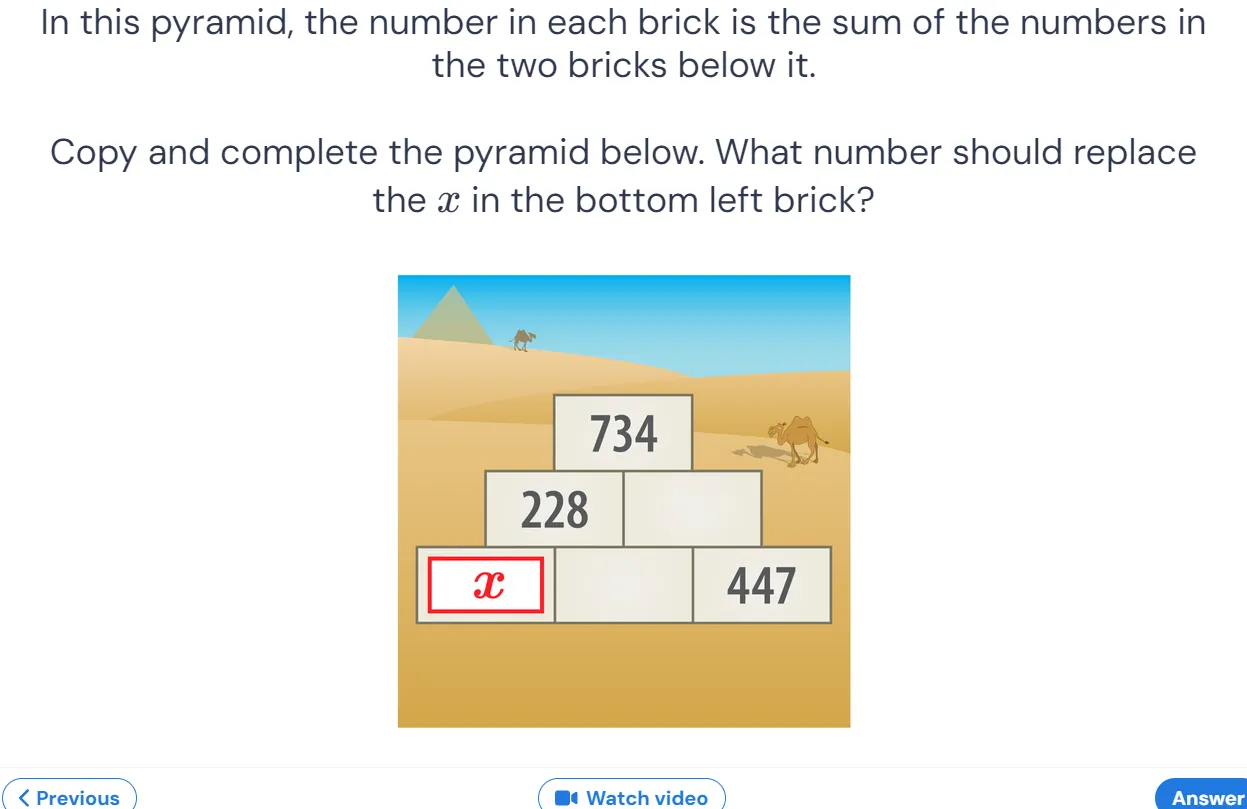 In this pyramid, the number in each brick is the sum of the numbers in
the two bricks below it.
Copy and complete the pyramid below. What number should replace
the x in the bottom left brick?
734
228
x 447
Previous Watch video Answer